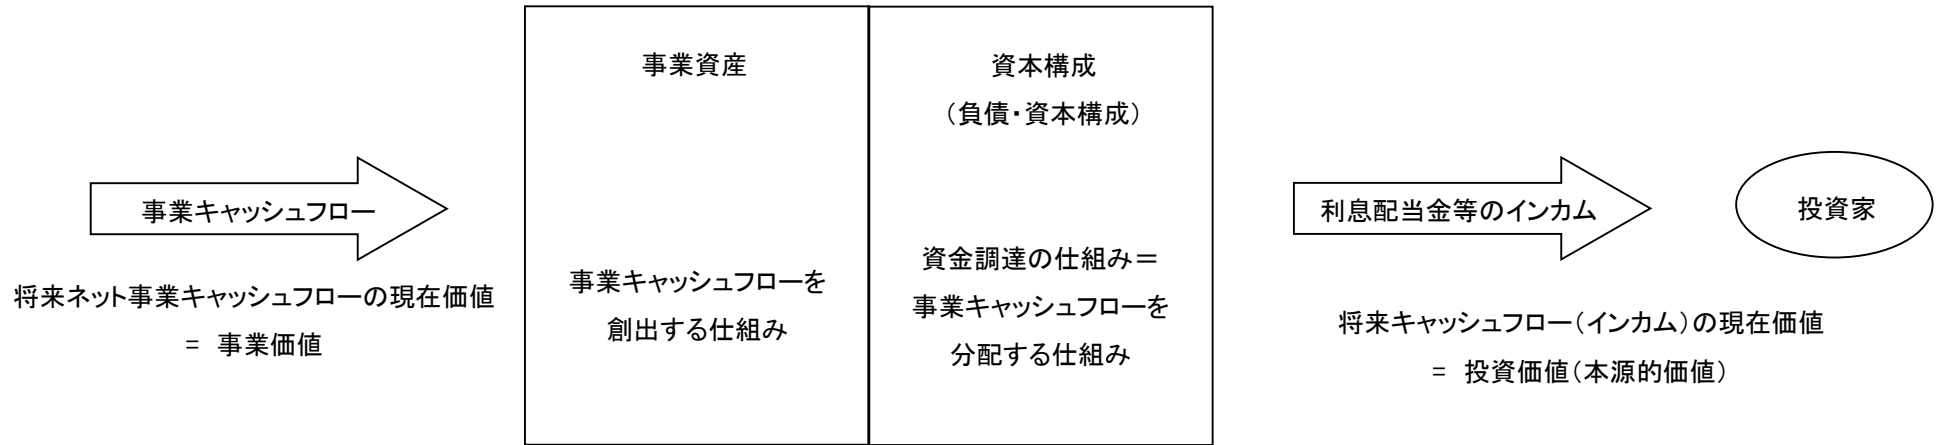 事業キャッシュフロー
将来ネット事業キャッシュフローの現在価値
= 事業価値
事業資産
事業キャッシュフローを
創出する仕組み
資本構成
（負債・資本構成）
資金調達の仕組み＝
事業キャッシュフローを
分配する仕組み
利息配当金等のインカム
将来キャッシュフロー（インカム）の現在価値
= 投資価値（本源的価値）
投資家